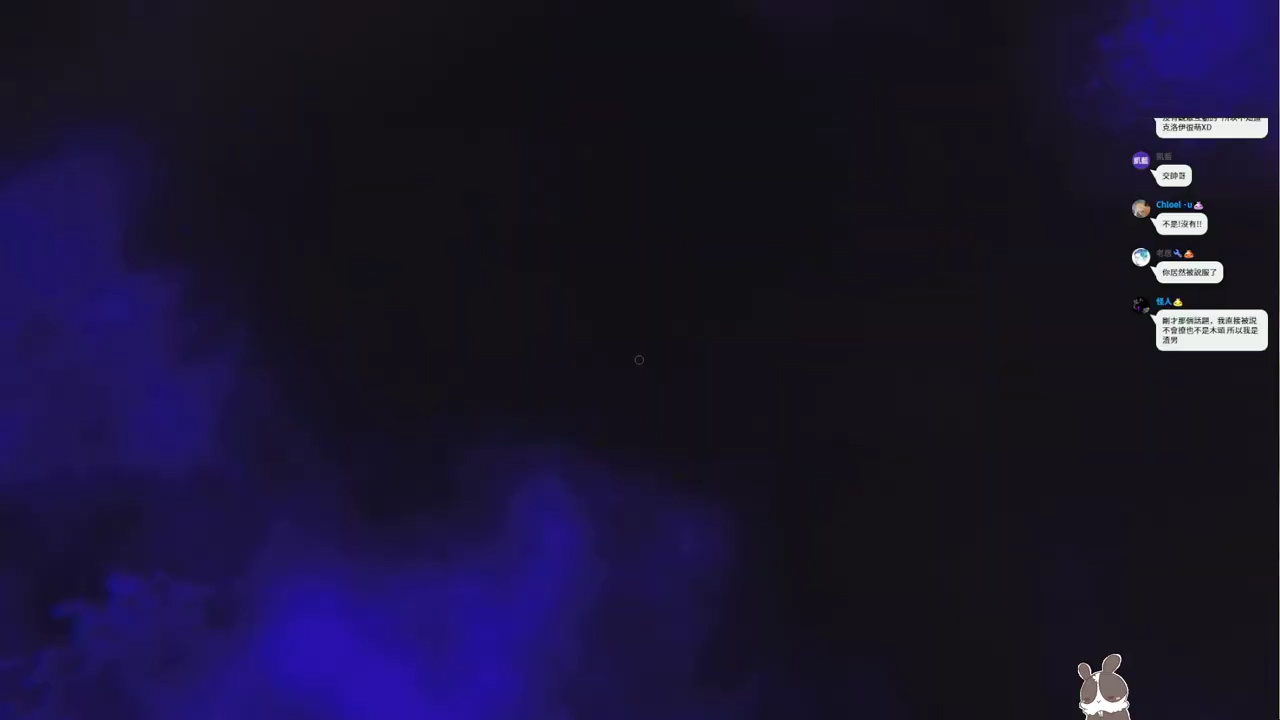 克洛伊很萌XD
凱籃
交帥哥
Chloel -u
不是!沒有!!
你居然被說服了
怪人
剛才那個話題，我直接被說
不會撩也不是木頭 所以我是
渣男